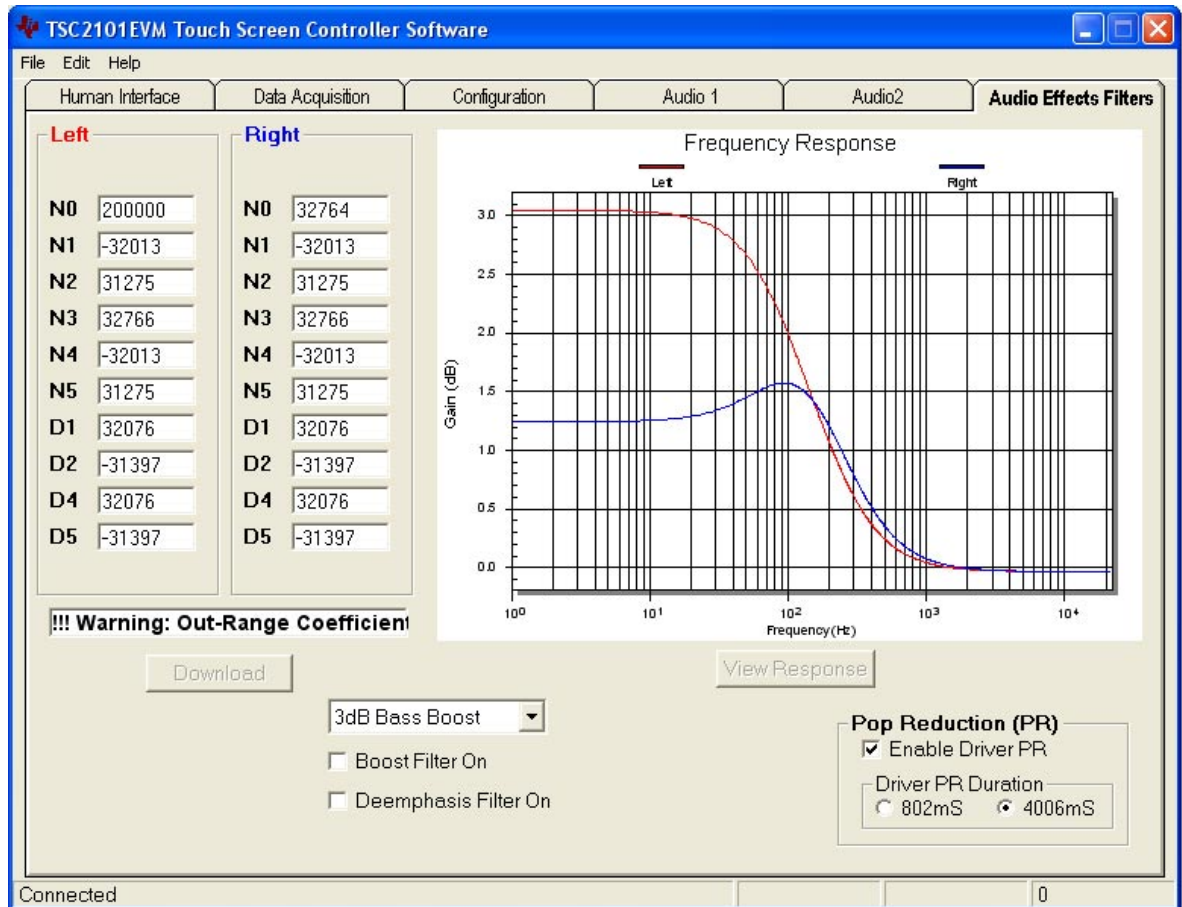 TSC2101EVM Touch Screen Controller Software
File Edit Help
Human Interface Data Acquisition Configuration Audio 1 Audio2 Audio Effects Filters
Left
N0 200000
N1 -32013
N2 31275
N3 32766
N4 -32013
N5 31275
D1 32076
D2 -31397
D4 32076
D5 -31397
Right
N0 32764
N1 -32013
N2 31275
N3 32766
N4 -32013
N5 31275
D1 32076
D2 -31397
D4 32076
D5 -31397
Frequency Response
Left Right
Gain (dB)
3.0
2.5
2.0
1.5
1.0
0.5
0.0
10⁰ 10¹ 10² 10³ 10⁴
Frequency(Hz)
!!! Warning: Out-Range Coefficient
Download
View Response
3dB Bass Boost
Boost Filter On
Deemphasis Filter On
Pop Reduction (PR)
Enable Driver PR
Driver PR Duration
802mS 4006mS
Connected 0